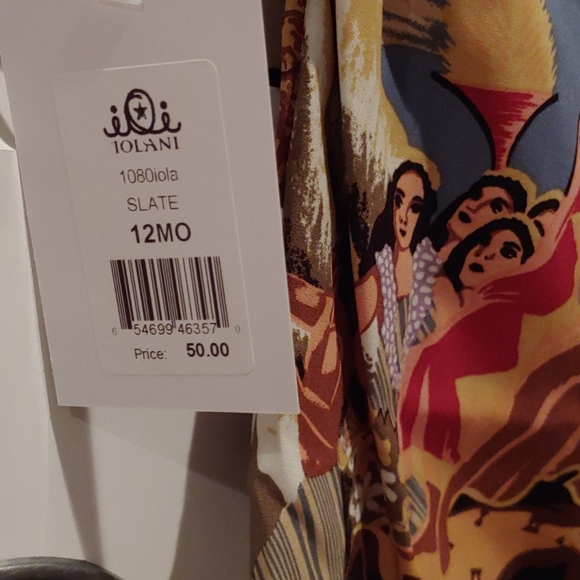 IOLANI
1080iola
SLATE
12MO
6 54699 46357 0
Price: 50.00